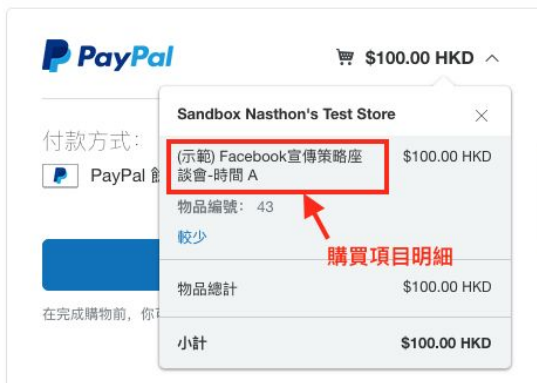 PayPal
$100.00 HKD
Sandbox Nasthon's Test Store
付款方式:
(示範) Facebook宣傳策略座
$100.00 HKD
談會-時間 A
PayPal
物品編號: 43
較少
購買項目明細
物品總計
$100.00 HKD
在完成購物前，你
小計
$100.00 HKD